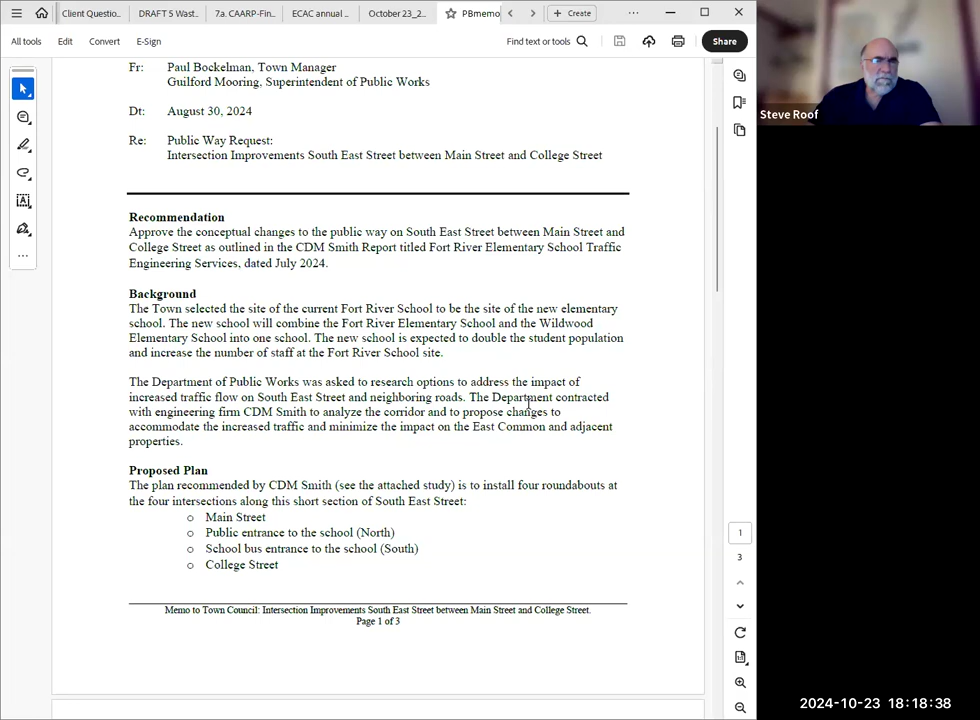 Client Questio..
DRAFT 5 Wast..
7a. CAARP-Fin..
ECAC annual ..
October 23_2..
PBmemo
Create
All tools
Edit
Convert
E-Sign
Find text or tools
Share
Fr: Paul Bockelman, Town Manager
Guilford Mooring, Superintendent of Public Works
Dt: August 30, 2024
Re: Public Way Request:
Intersection Improvements South East Street between Main Street and College Street
Recommendation
Approve the conceptual changes to the public way on South East Street between Main Street and
College Street as outlined in the CDM Smith Report titled Fort River Elementary School Traffic
Engineering Services, dated July 2024.
Background
The Town selected the site of the current Fort River School to be the site of the new elementary
school. The new school will combine the Fort River Elementary School and the Wildwood
Elementary School into one school. The new school is expected to double the student population
and increase the number of staff at the Fort River School site.
The Department of Public Works was asked to research options to address the impact of
increased traffic flow on South East Street and neighboring roads. The Department contracted
with engineering firm CDM Smith to analyze the corridor and to propose changes to
accommodate the increased traffic and minimize the impact on the East Common and adjacent
properties.
Proposed Plan
The plan recommended by CDM Smith (see the attached study) is to install four roundabouts at
the four intersections along this short section of South East Street:
o Main Street
o Public entrance to the school (North)
o School bus entrance to the school (South)
o College Street
Memo to Town Council: Intersection Improvements South East Street between Main Street and College Street.
Page 1 of 3
1
3
Steve Roof
2024-10-23 18:18:38